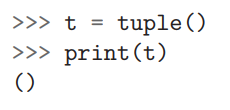 >>> t = tuple()
>>> print(t)
()